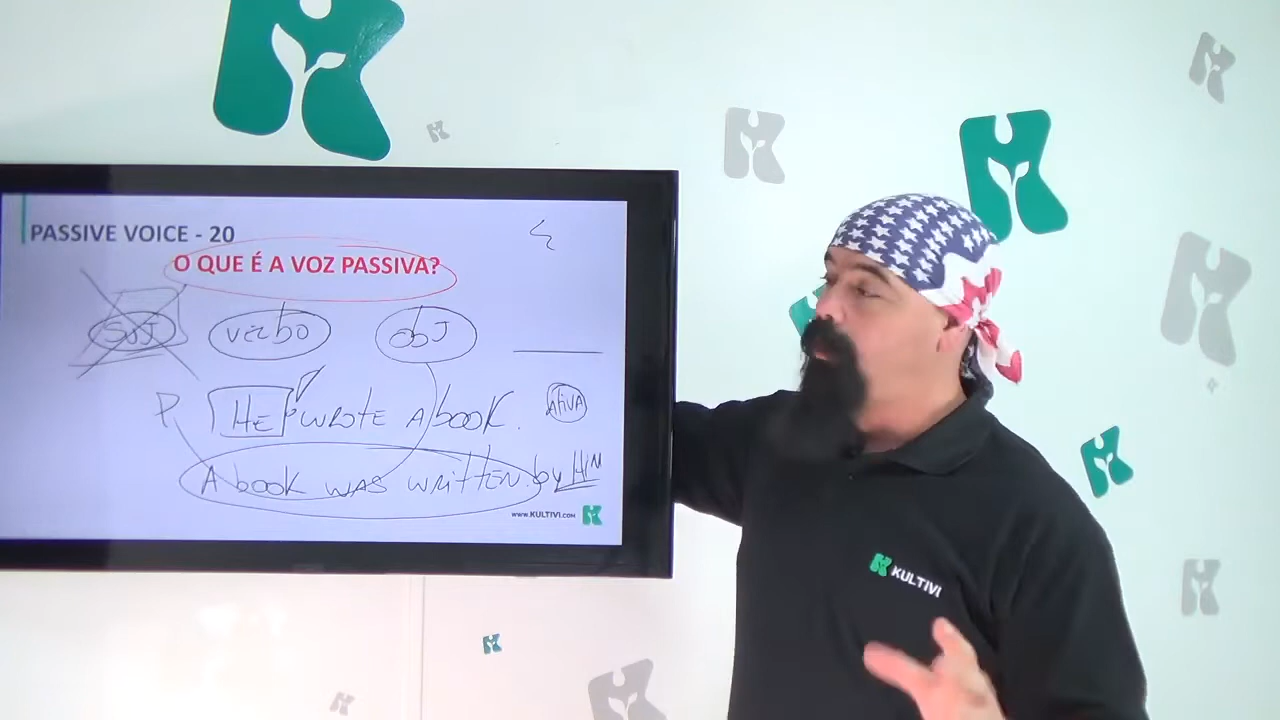 PASSIVE VOICE - 20
O QUE É A VOZ PASSIVA?
SUJ verbo obJ
P HE wrote A book. AtivA
A book was written by HIM
www.KULTIVI.com
KULTIVI